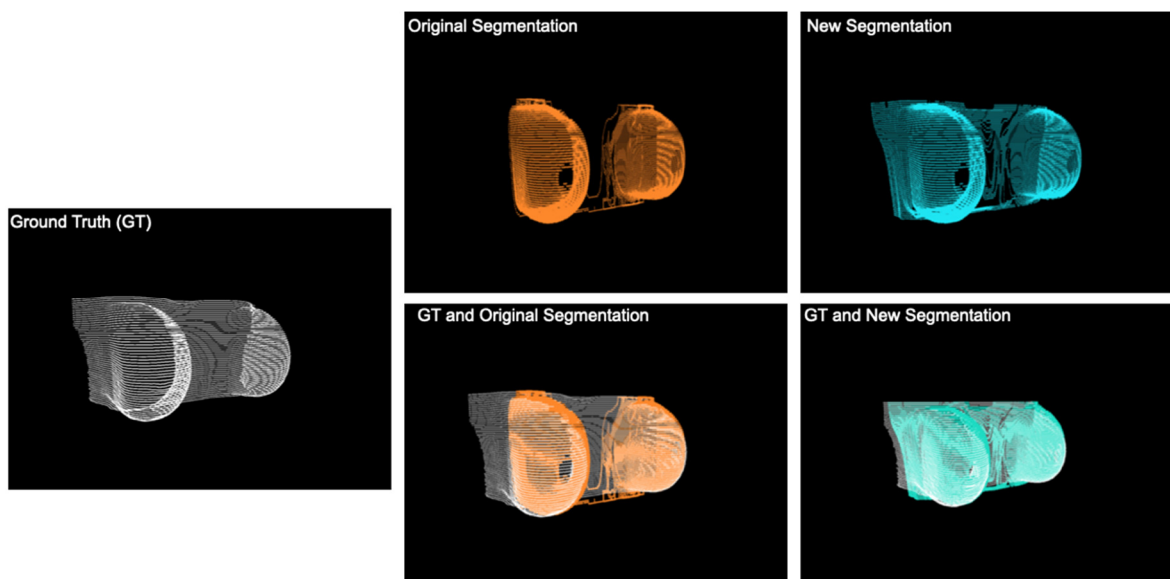 Original Segmentation
New Segmentation
Ground Truth (GT)
GT and Original Segmentation
GT and New Segmentation